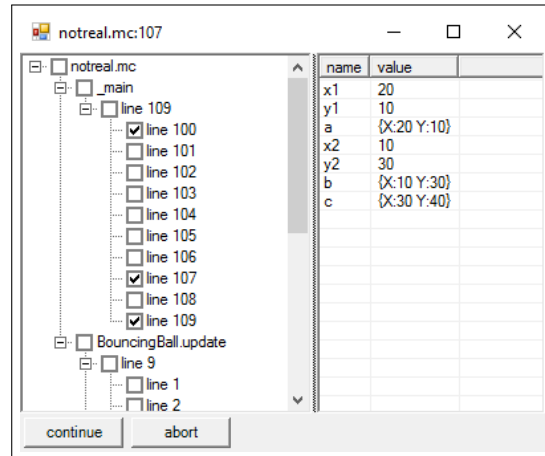 notreal.mc:107
notreal.mc
_main
line 109
line 100
line 101
line 102
line 103
line 104
line 105
line 106
line 107
line 108
line 109
BouncingBall.update
line 9
line 1
line 2
name value
x1 20
y1 10
a {X:20 Y:10}
x2 10
y2 30
b {X:10 Y:30}
c {X:30 Y:40}
continue abort